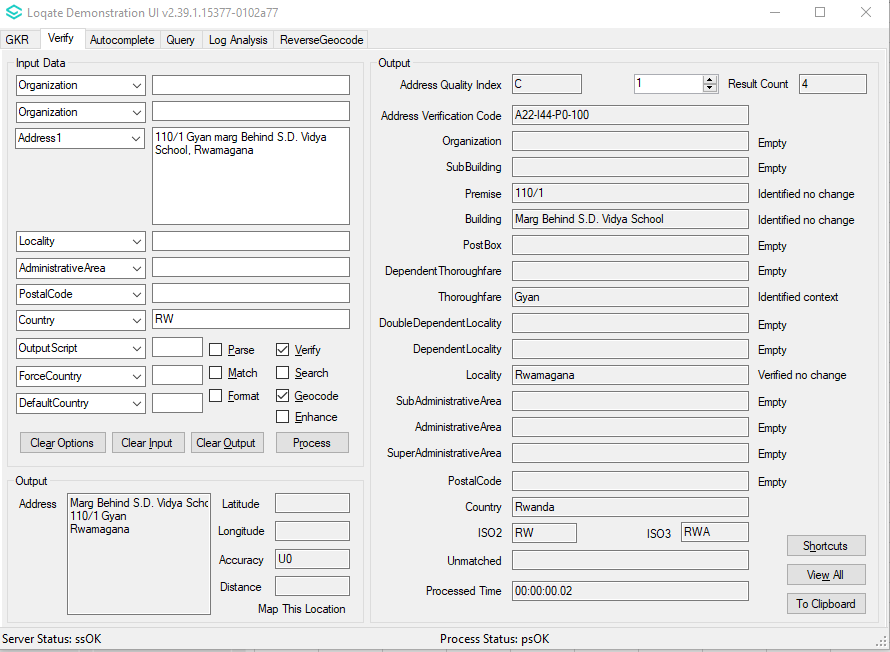 Loqate Demonstration UI v2.39.1.15377-0102a77
GKR Verify Autocomplete Query Log Analysis ReverseGeocode
Input Data
Organization
Organization
Address1 110/1 Gyan marg Behind S.D. Vidya
School, Rwamagana
Locality
AdministrativeArea
PostalCode
Country RW
OutputScript Parse Verify
ForceCountry Match Search
DefaultCountry Format Geocode
Enhance
Clear Options Clear Input Clear Output Process
Output
Address Marg Behind S.D. Vidya Scho
110/1 Gyan
Rwamagana
Latitude
Longitude
Accuracy U0
Distance
Map This Location
Output
Address Quality Index C 1 Result Count 4
Address Verification Code A22-I44-P0-100
Organization Empty
SubBuilding Empty
Premise 110/1 Identified no change
Building Marg Behind S.D. Vidya School Identified no change
PostBox Empty
DependentThoroughfare Empty
Thoroughfare Gyan Identified context
DoubleDependentLocality Empty
DependentLocality Empty
Locality Rwamagana Verified no change
SubAdministrativeArea Empty
AdministrativeArea Empty
SuperAdministrativeArea Empty
PostalCode Empty
Country Rwanda
ISO2 RW ISO3 RWA
Unmatched
Processed Time 00:00:00.02
Shortcuts
View All
To Clipboard
Server Status: ssOK Process Status: psOK